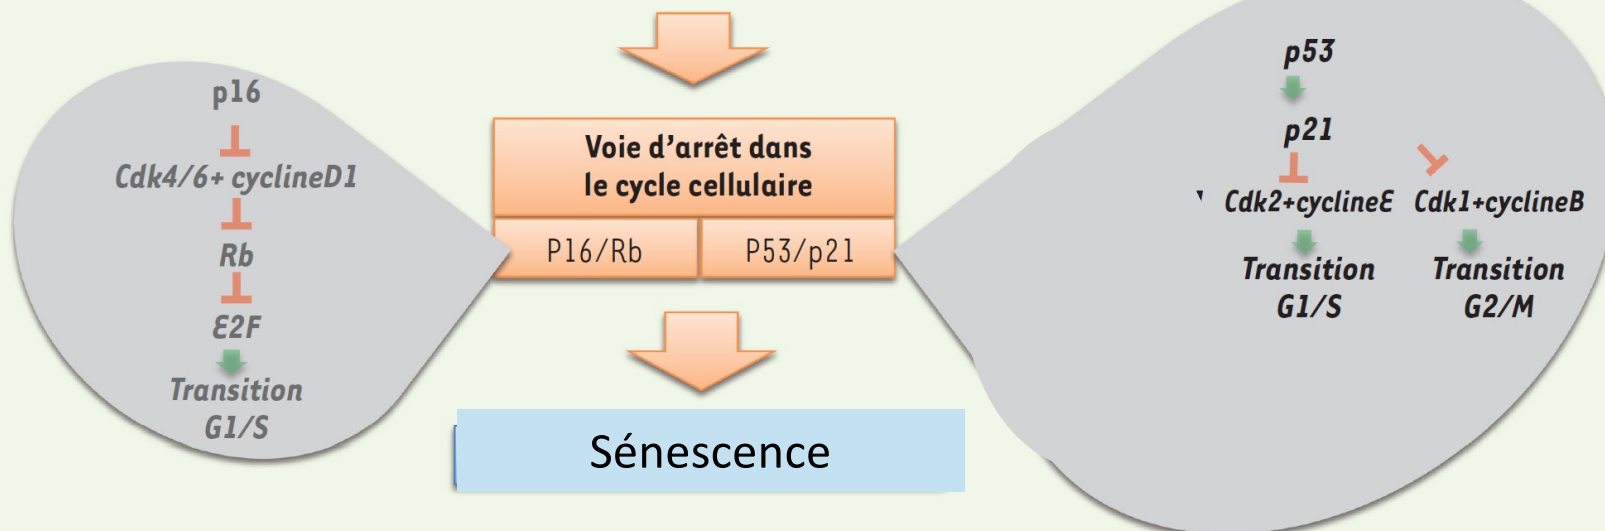 p16
Cdk4/6+ cyclineD1
Rb
E2F
Transition
G1/S
Voie d'arrêt dans
le cycle cellulaire
P16/Rb
P53/p21
Sénescence
p53
p21
Cdk2+cyclineE
Cdk1+cyclineB
Transition
G1/S
Transition
G2/M